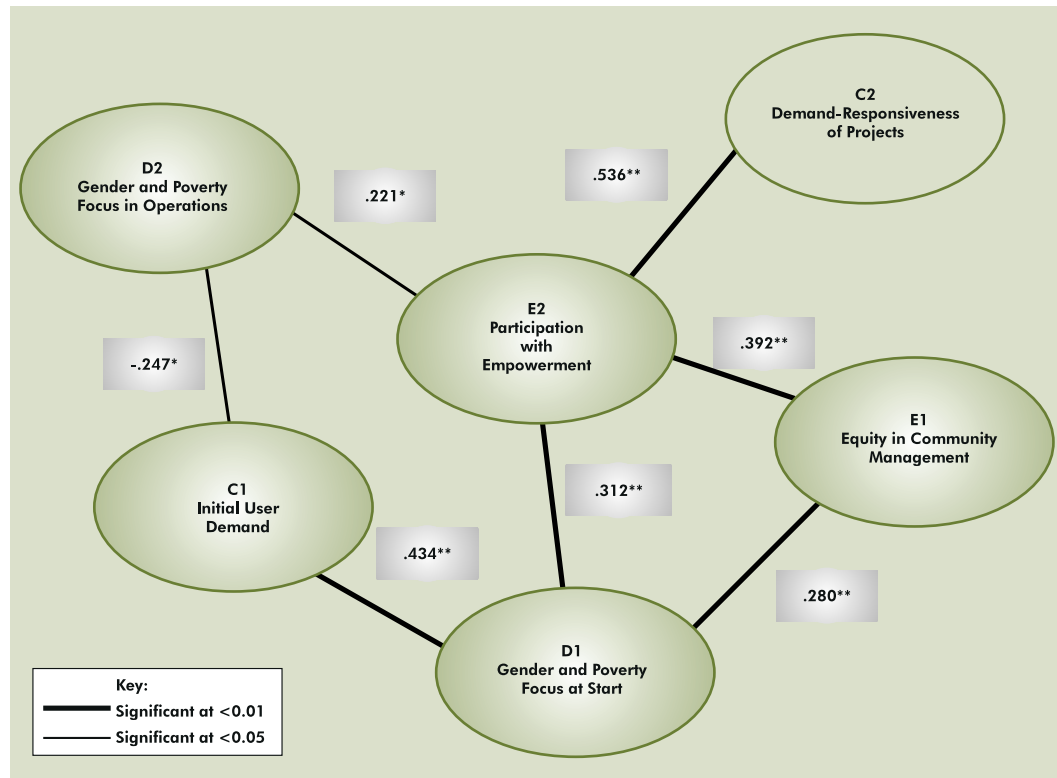 C2
Demand-Responsiveness
of Projects
D2
Gender and Poverty
Focus in Operations
.221*
.536**
E2
Participation
with
Empowerment
.392**
-.247*
E1
Equity in Community
Management
C1
Initial User
Demand
.312**
.434**
.280**
D1
Gender and Poverty
Focus at Start
Key:
Significant at <0.01
Significant at <0.05